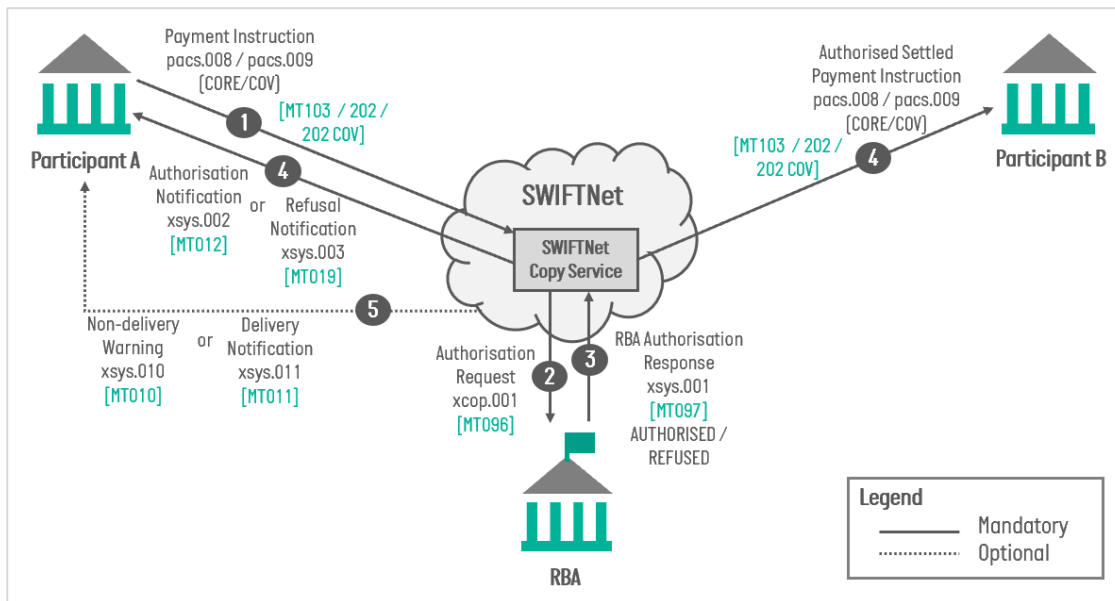 Payment Instruction
pacs.008 / pacs.009
(CORE/COV)
1
[MT103 / 202 /
202 COV]
Participant A
4
Authorisation
Notification
xsys.002
[MT012]
or
Refusal
Notification
xsys.003
[MT019]
SWIFTNet
SWIFTNet
Copy Service
Authorised Settled
Payment Instruction
pacs.008 / pacs.009
(CORE/COV)
[MT103 / 202 /
202 COV]
4
Participant B
5
Non-delivery
Warning
xsys.010
[MT010]
or
Delivery
Notification
xsys.011
[MT011]
Authorisation
Request
xcop.001
[MT096]
2
3
RBA Authorisation
Response
xsys.001
[MT097]
AUTHORISED /
REFUSED
RBA
Legend
Mandatory
Optional